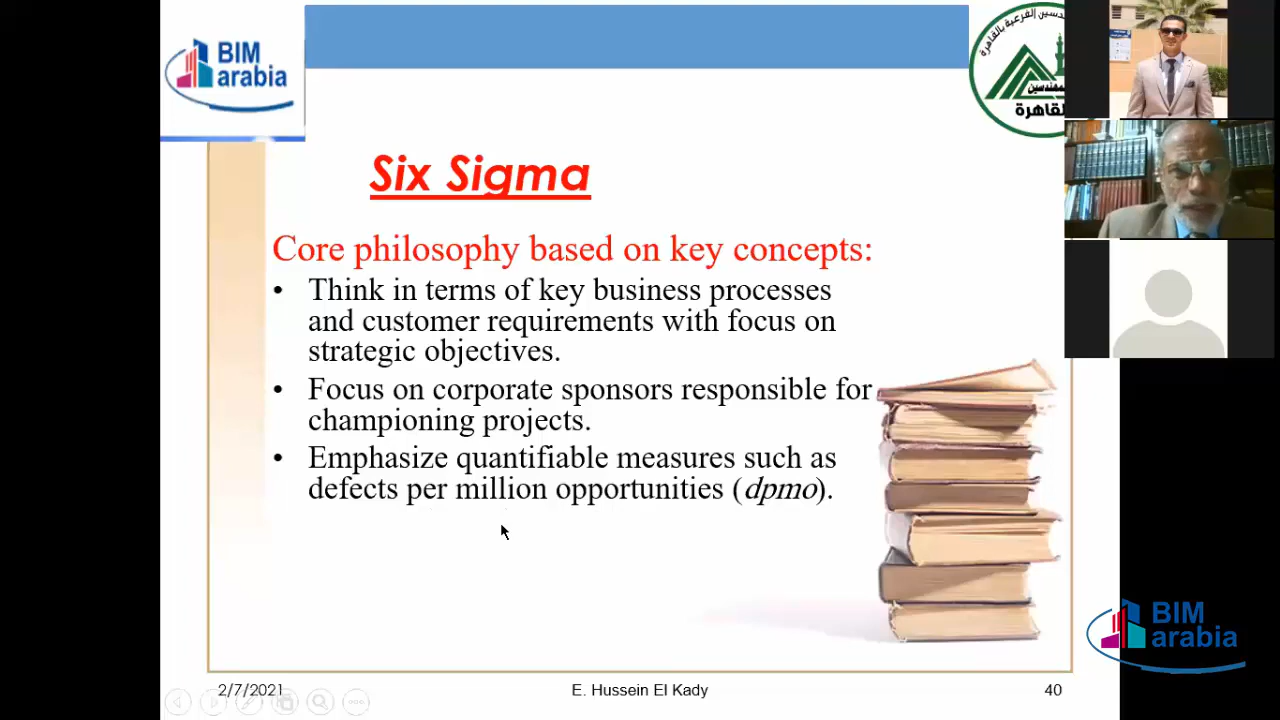 BIM
arabia
القاهرة
Six Sigma
Core philosophy based on key concepts:
• Think in terms of key business processes
and customer requirements with focus on
strategic objectives.
• Focus on corporate sponsors responsible for
championing projects.
• Emphasize quantifiable measures such as
defects per million opportunities (dpmo).
BIM
arabia
2/7/2021
E. Hussein El Kady
40